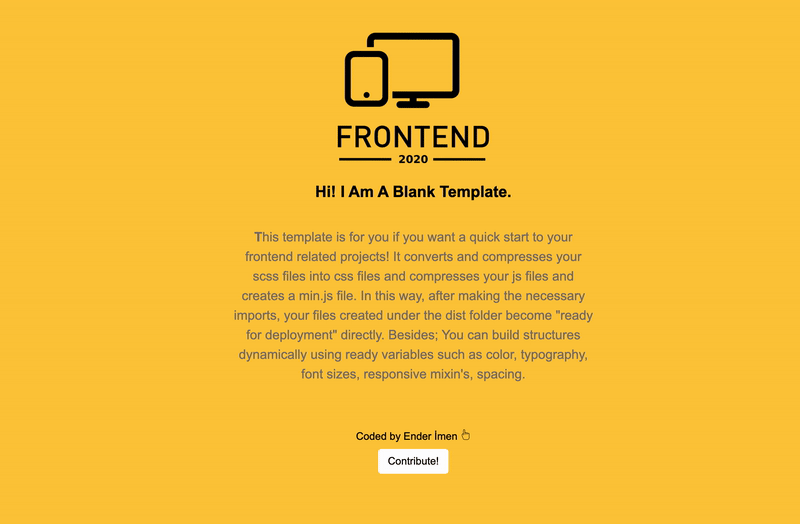 FRONTEND
2020
Hi! I Am A Blank Template.
This template is for you if you want a quick start to your
frontend related projects! It converts and compresses your
scss files into css files and compresses your js files and
creates a min.js file. In this way, after making the necessary
imports, your files created under the dist folder become "ready
for deployment" directly. Besides; You can build structures
dynamically using ready variables such as color, typography,
font sizes, responsive mixin's, spacing.
Coded by Ender İmen 👆
Contribute!